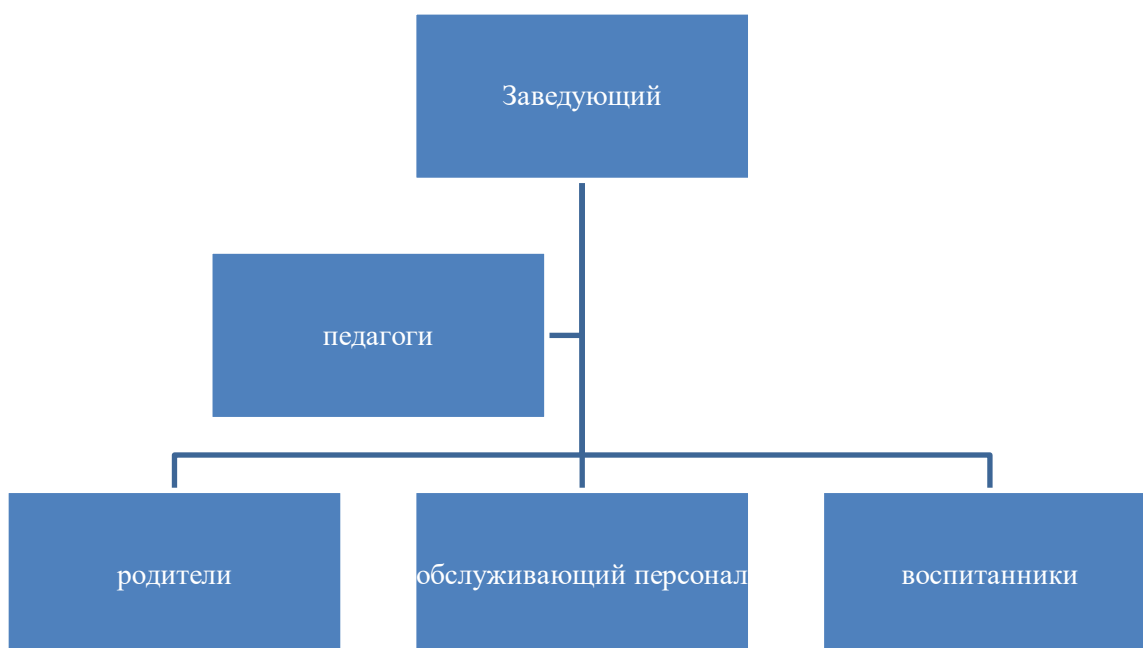 Заведующий
педагоги
родители
обслуживающий персонал
воспитанники